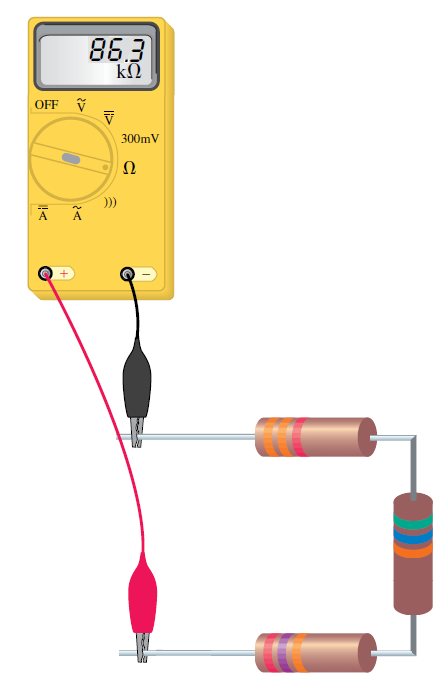 86.3
kΩ
OFF Ṽ
V
300mV
Ω
)))
A Ã
+ −